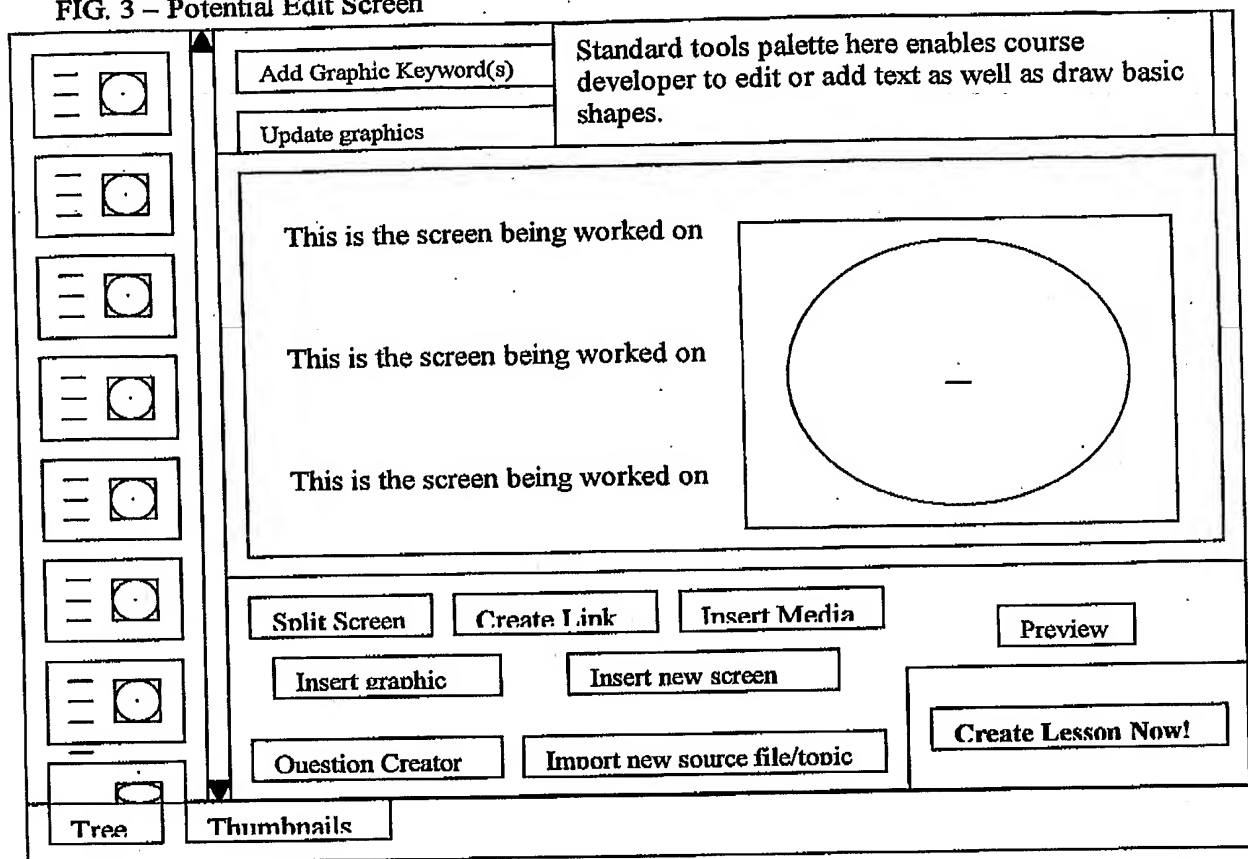 FIG. 3 – Potential Edit Screen
Add Graphic Keyword(s)
Update graphics
Standard tools palette here enables course
developer to edit or add text as well as draw basic
shapes.
This is the screen being worked on
This is the screen being worked on
This is the screen being worked on
Split Screen
Create Link
Insert Media
Preview
Insert graphic
Insert new screen
Create Lesson Now!
Question Creator
Import new source file/topic
Tree
Thumbnails